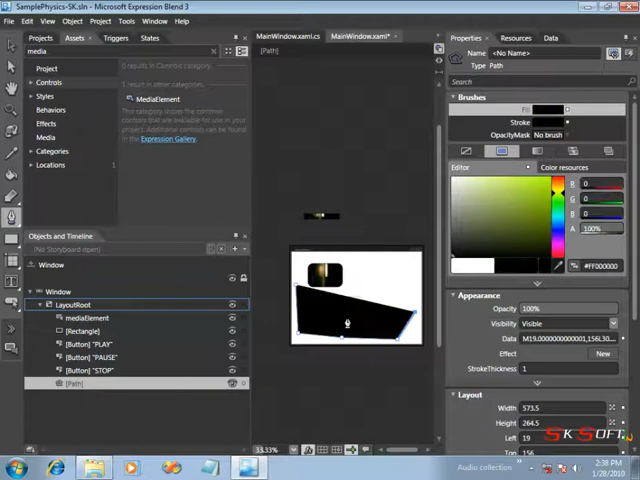 SamplePhysics-SK.sln - Microsoft Expression Blend 3
File Edit View Object Project Tools Window Help
Projects Assets × Triggers States
media
Project
Controls
Styles
Behaviors
Effects
Media
Categories
Locations 1
0 results in Controls category.
1 result in other categories.
MediaElement
This category shows the common
controls that are available for use in your
project. Additional controls can be found
in the Expression Gallery.
Objects and Timeline
(No Storyboard open)
Window
Window
LayoutRoot
mediaElement
[Rectangle]
[Button] "PLAY"
[Button] "PAUSE"
[Button] "STOP"
[Path]
MainWindow.xaml.cs MainWindow.xaml* ×
[Path]
33.33%
Properties × Resources Data
Name <No Name>
Type Path
Search
Brushes
Fill
Stroke
OpacityMask No brush
Editor Color resources
R 0
G 0
B 0
A 100%
#FF000000
Appearance
Opacity 100%
Visibility Visible
Data M19.0000000000001,156L30....
Effect New
StrokeThickness 1
Layout
Width 573.5
Height 264.5
Left 19
Top 156
SK SOFT
Audio collection
2:38 PM
1/28/2010